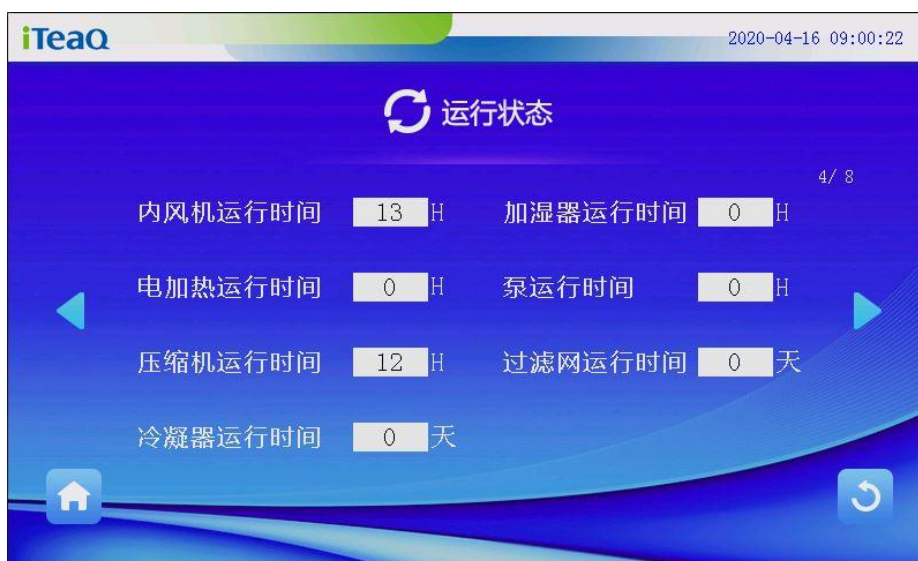 iTeaQ
2020-04-16 09:00:22
运行状态
4/ 8
内风机运行时间 13 H 加湿器运行时间 0 H
电加热运行时间 0 H 泵运行时间 0 H
压缩机运行时间 12 H 过滤网运行时间 0 天
冷凝器运行时间 0 天